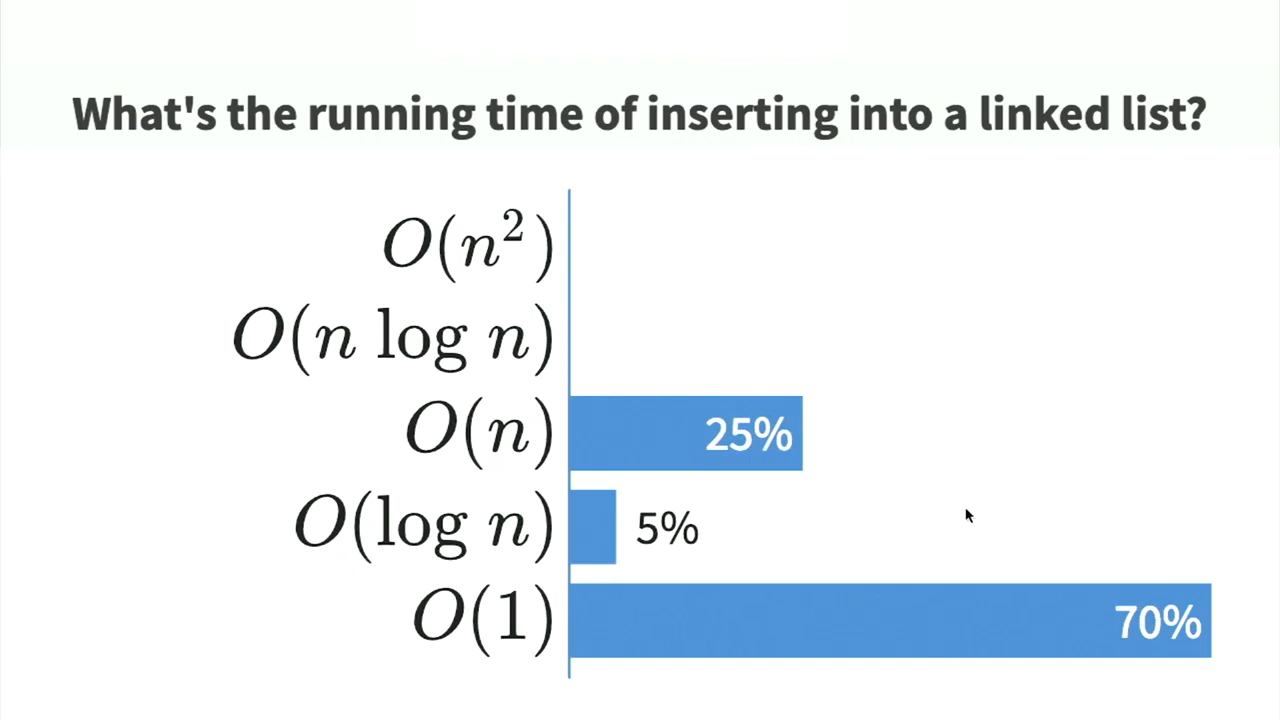 What's the running time of inserting into a linked list?
O(n²)
O(n log n)
O(n) 25%
O(log n) 5%
O(1) 70%